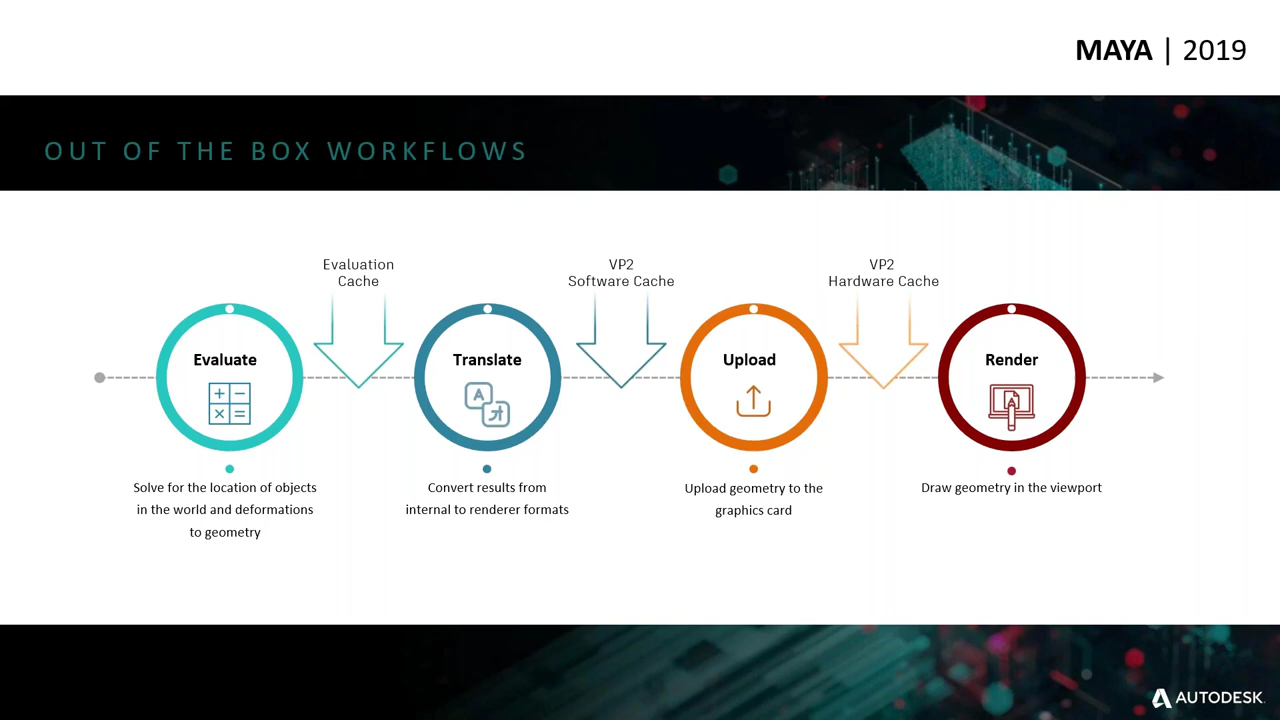 MAYA | 2019
OUT OF THE BOX WORKFLOWS
Evaluation
Cache
VP2
Software Cache
VP2
Hardware Cache
Evaluate
Translate
Upload
Render
Solve for the location of objects
in the world and deformations
to geometry
Convert results from
internal to renderer formats
Upload geometry to the
graphics card
Draw geometry in the viewport
AUTODESK